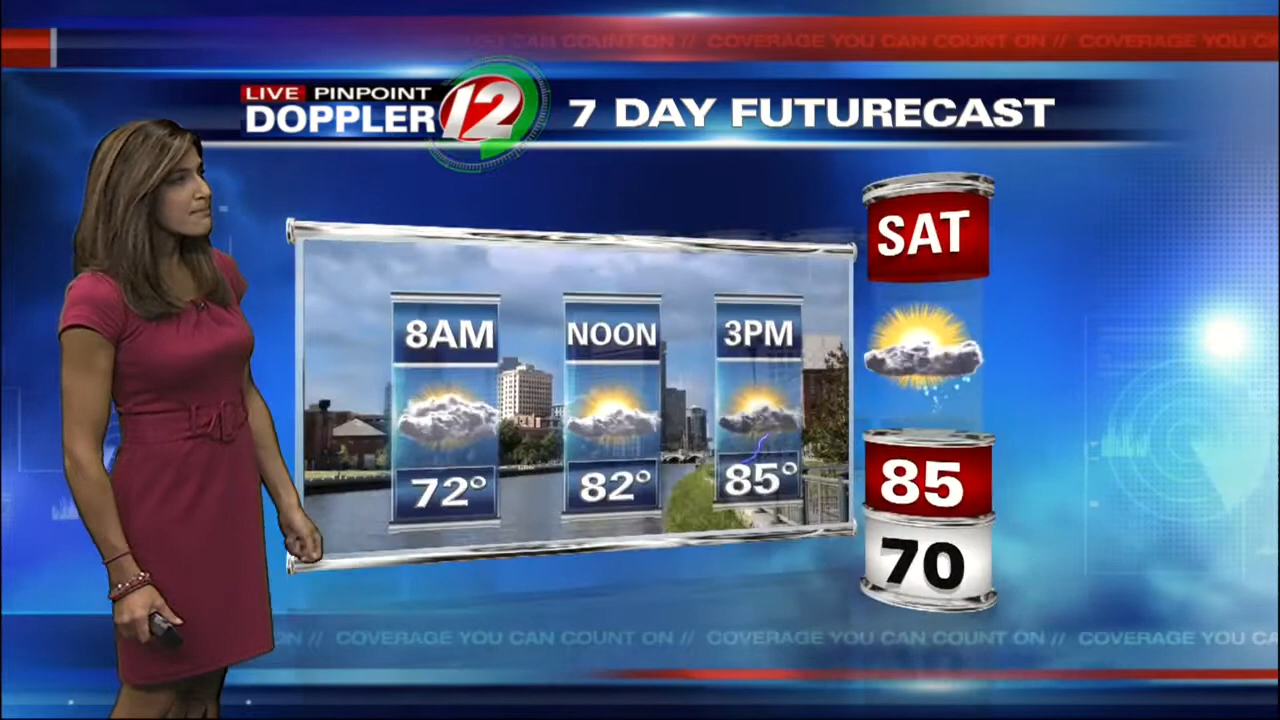 CAN COUNT ON // COVERAGE YOU CAN COUNT ON // COVERAGE YOU C
LIVE PINPOINT
DOPPLER 12
7 DAY FUTURECAST
SAT
8AM
NOON
3PM
72°
82°
85°
85
70
ON // COVERAGE YOU CAN COUNT ON // COVERAGE YOU CAN COUNT ON // COVERAGE YOU CA